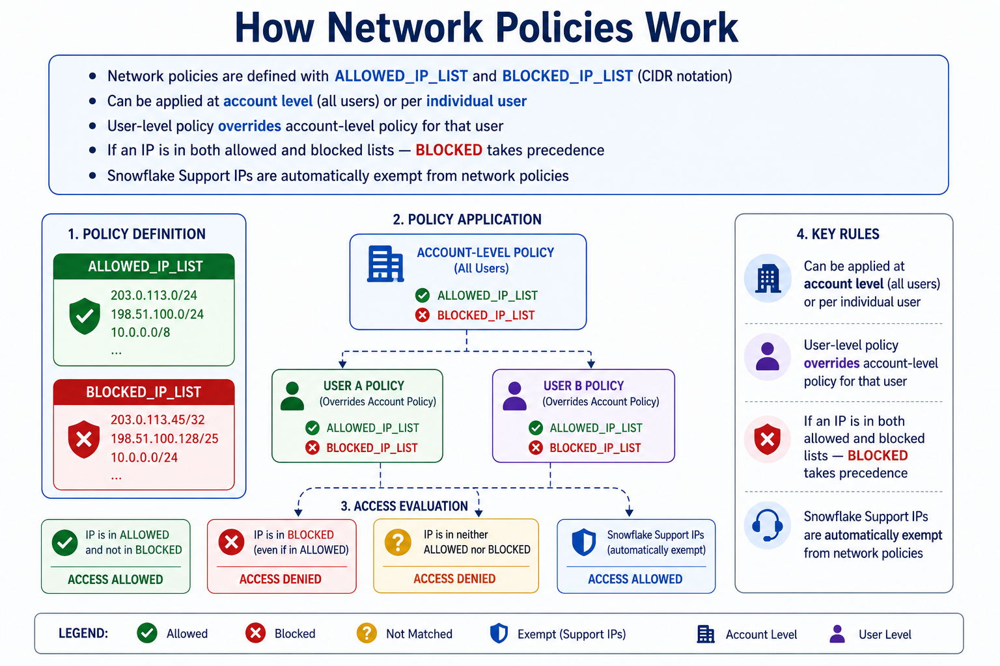 How Network Policies Work
• Network policies are defined with ALLOWED_IP_LIST and BLOCKED_IP_LIST (CIDR notation)
• Can be applied at account level (all users) or per individual user
• User-level policy overrides account-level policy for that user
• If an IP is in both allowed and blocked lists — BLOCKED takes precedence
• Snowflake Support IPs are automatically exempt from network policies
1. POLICY DEFINITION
ALLOWED_IP_LIST
203.0.113.0/24
198.51.100.0/24
10.0.0.0/8
...
BLOCKED_IP_LIST
203.0.113.45/32
198.51.100.128/25
10.0.0.0/24
...
2. POLICY APPLICATION
ACCOUNT-LEVEL POLICY
(All Users)
ALLOWED_IP_LIST
BLOCKED_IP_LIST
USER A POLICY
(Overrides Account Policy)
ALLOWED_IP_LIST
BLOCKED_IP_LIST
USER B POLICY
(Overrides Account Policy)
ALLOWED_IP_LIST
BLOCKED_IP_LIST
3. ACCESS EVALUATION
IP is in ALLOWED
and not in BLOCKED
ACCESS ALLOWED
IP is in BLOCKED
(even if in ALLOWED)
ACCESS DENIED
IP is in neither
ALLOWED nor BLOCKED
ACCESS DENIED
Snowflake Support IPs
(automatically exempt)
ACCESS ALLOWED
4. KEY RULES
Can be applied at
account level (all users)
or per individual user
User-level policy
overrides account-level
policy for that user
If an IP is in both
allowed and blocked
lists — BLOCKED
takes precedence
Snowflake Support IPs
are automatically exempt
from network policies
LEGEND:
Allowed
Blocked
Not Matched
Exempt (Support IPs)
Account Level
User Level